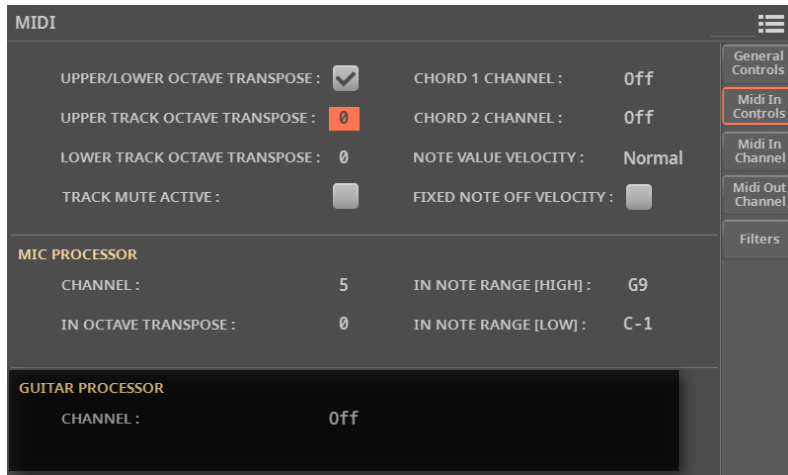 MIDI
UPPER/LOWER OCTAVE TRANSPOSE :
CHORD 1 CHANNEL : Off
UPPER TRACK OCTAVE TRANSPOSE : 0
CHORD 2 CHANNEL : Off
LOWER TRACK OCTAVE TRANSPOSE : 0
NOTE VALUE VELOCITY : Normal
TRACK MUTE ACTIVE :
FIXED NOTE OFF VELOCITY :
MIC PROCESSOR
CHANNEL : 5
IN NOTE RANGE [HIGH] : G9
IN OCTAVE TRANSPOSE : 0
IN NOTE RANGE [LOW] : C-1
GUITAR PROCESSOR
CHANNEL : Off
General
Controls
Midi In
Controls
Midi In
Channel
Midi Out
Channel
Filters